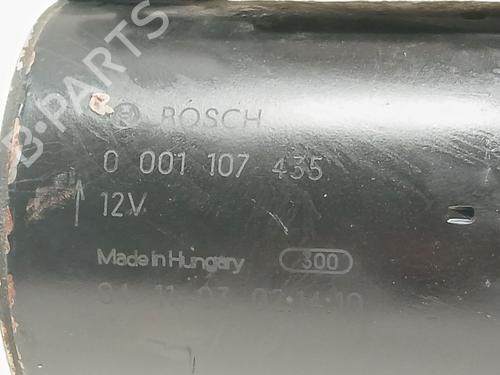 B-PARTS
BOSCH
0 001 107 435
12V
Made in Hungary 300